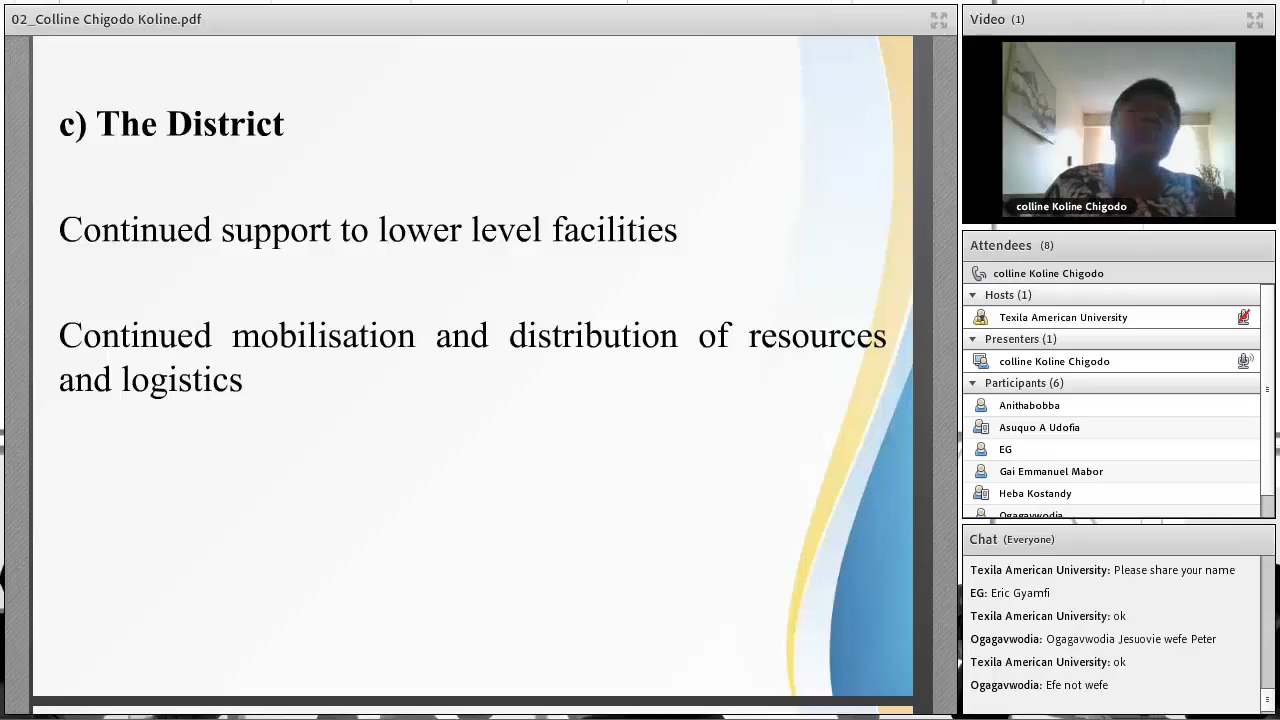 02_Colline Chigodo Koline.pdf
c) The District
Continued support to lower level facilities
Continued mobilisation and distribution of resources
and logistics
Video (1)
colline Koline Chigodo
Attendees (8)
colline Koline Chigodo
Hosts (1)
Texila American University
Presenters (1)
colline Koline Chigodo
Participants (6)
Anithabobba
Asuquo A Udofia
EG
Gai Emmanuel Mabor
Heba Kostandy
Ogagavwodia
Chat (Everyone)
Texila American University: Please share your name
EG: Eric Gyamfi
Texila American University: ok
Ogagavwodia: Ogagavwodia Jesuovie wefe Peter
Texila American University: ok
Ogagavwodia: Efe not wefe